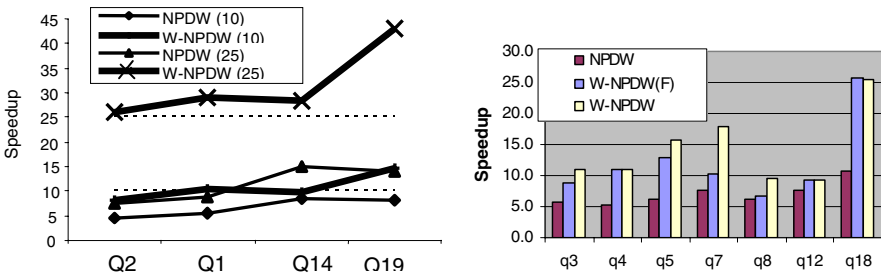 45
40
35
30
25
20
15
10
5
0
Speedup
NPDW (10)
W-NPDW (10)
NPDW (25)
W-NPDW (25)
Q2 Q1 Q14 Q19
30.0
25.0
20.0
15.0
10.0
5.0
0.0
Speedup
NPDW
W-NPDW(F)
W-NPDW
q3 q4 q5 q7 q8 q12 q18